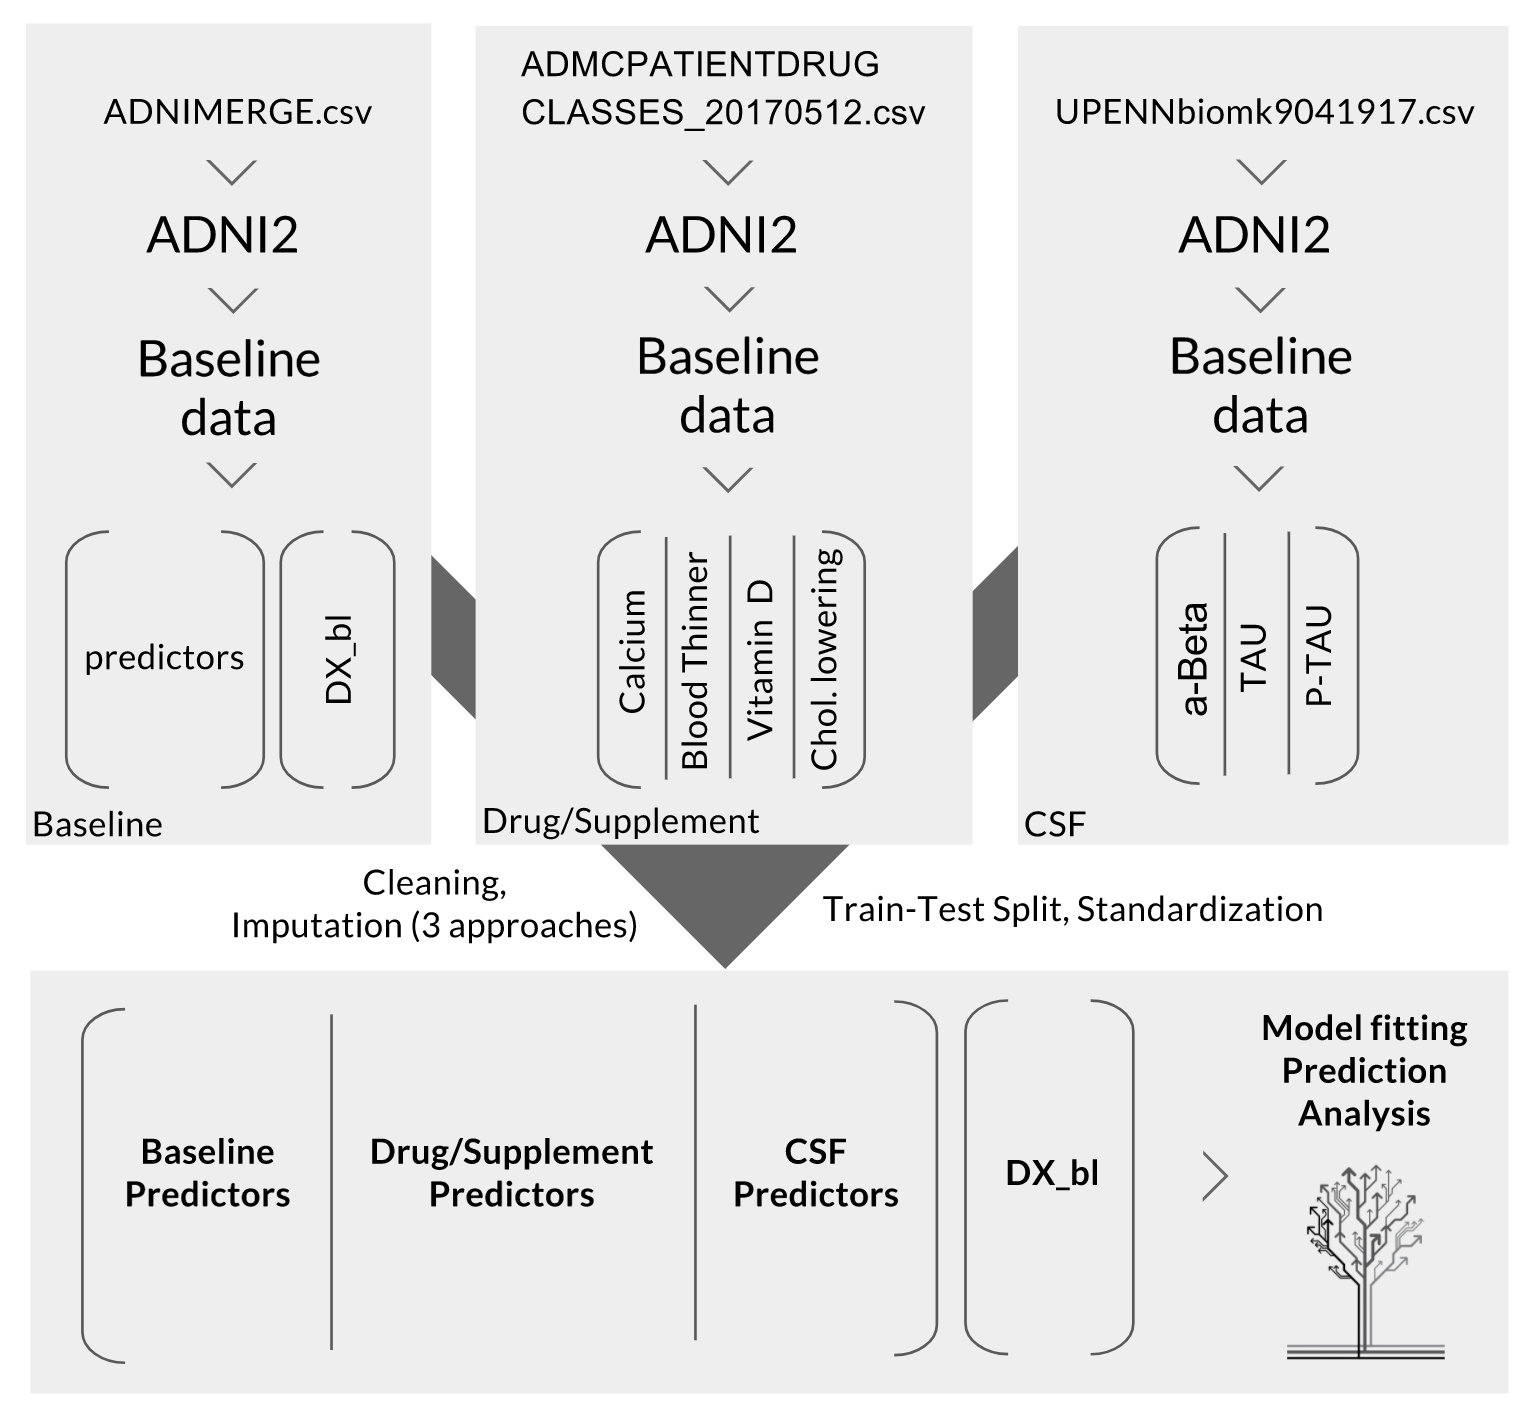 ADNIMERGE.csv
ADNI2
Baseline
data
predictors
DX_bl
Baseline
ADMCPATIENTDRUG
CLASSES_20170512.csv
ADNI2
Baseline
data
Calcium
Blood Thinner
Vitamin D
Chol. lowering
Drug/Supplement
UPENNbiomk9041917.csv
ADNI2
Baseline
data
a-Beta
TAU
P-TAU
CSF
Cleaning,
Imputation (3 approaches)
Train-Test Split, Standardization
Baseline
Predictors
Drug/Supplement
Predictors
CSF
Predictors
DX_bl
Model fitting
Prediction
Analysis